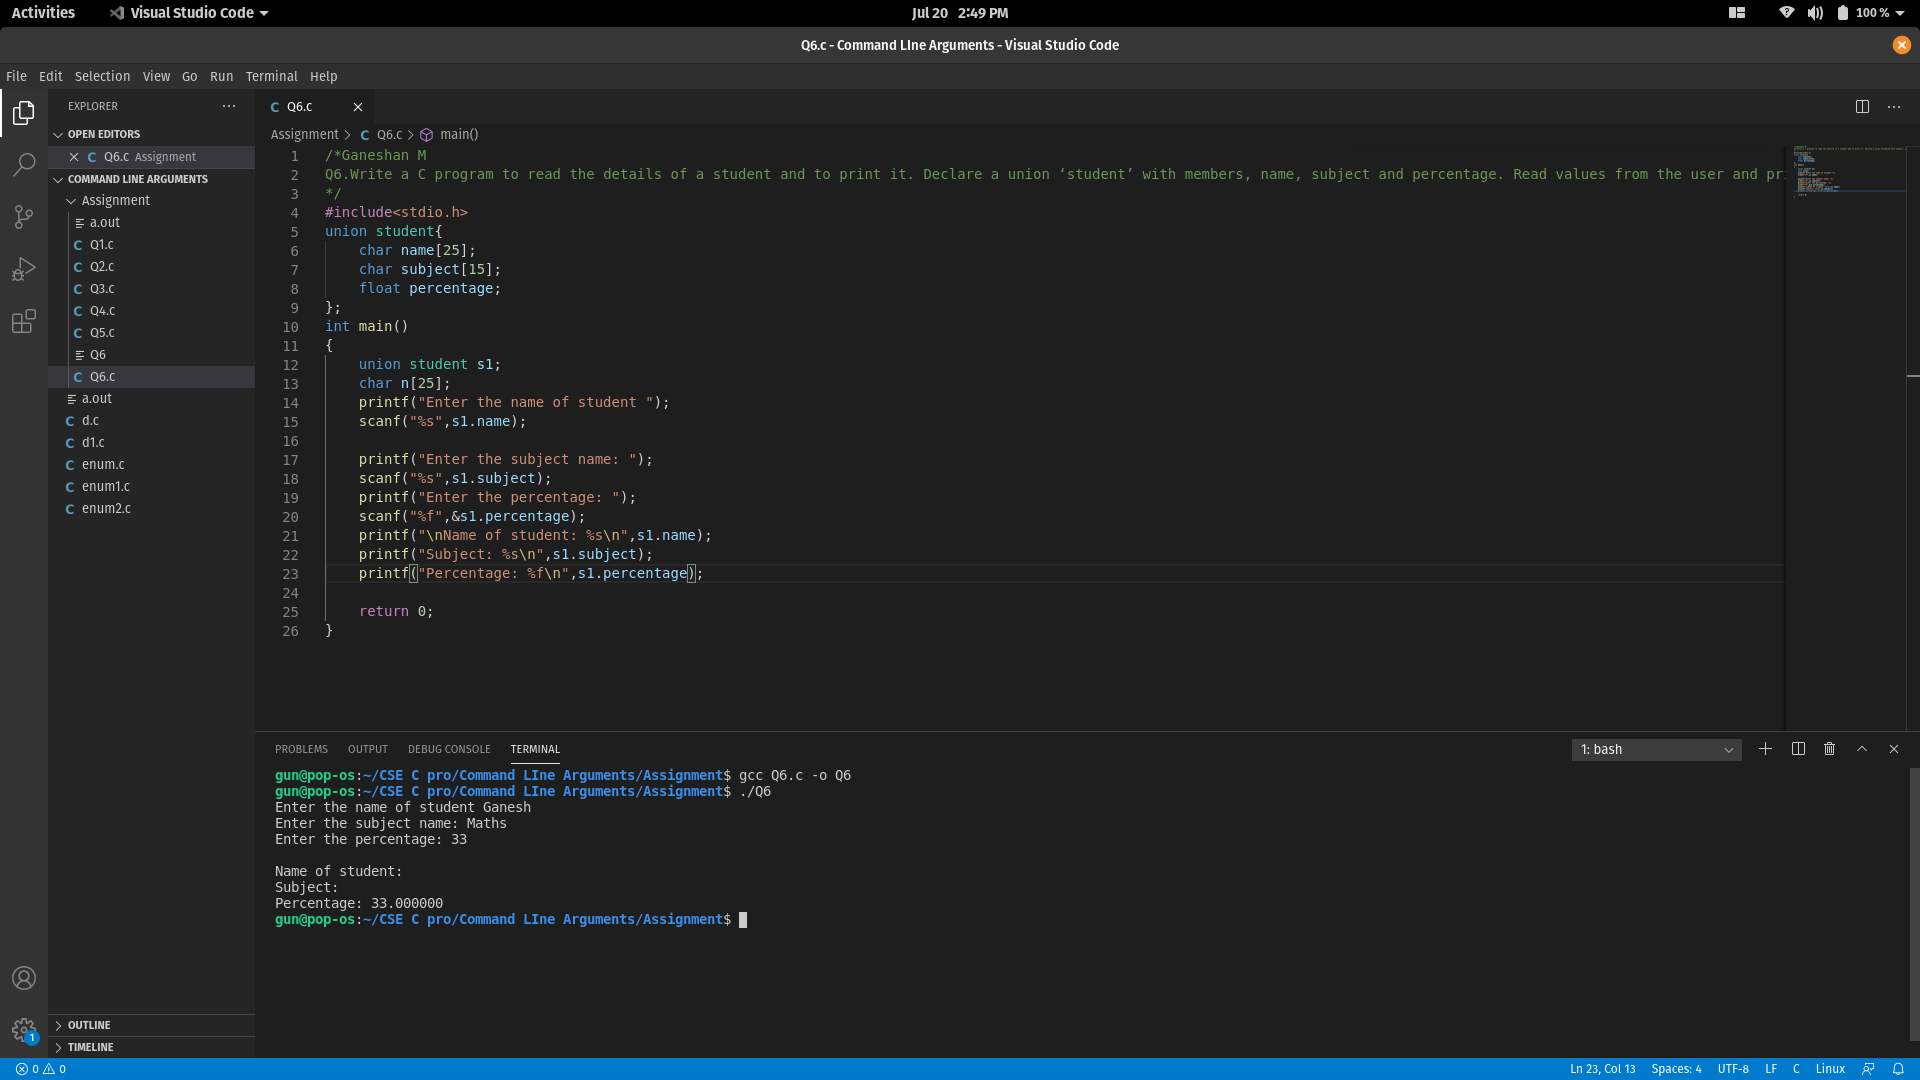 Activities Visual Studio Code Jul 20 2:49 PM 100 %
Q6.c - Command LIne Arguments - Visual Studio Code
File Edit Selection View Go Run Terminal Help
EXPLORER
OPEN EDITORS
Q6.c Assignment
COMMAND LINE ARGUMENTS
Assignment
a.out
C Q1.c
C Q2.c
C Q3.c
C Q4.c
C Q5.c
Q6
C Q6.c
a.out
C d.c
C d1.c
C enum.c
C enum1.c
C enum2.c
OUTLINE
TIMELINE
C Q6.c
Assignment > C Q6.c > main()
1 /*Ganeshan M
2 Q6.Write a C program to read the details of a student and to print it. Declare a union ‘student’ with members, name, subject and percentage. Read values from the user and pri
3 */
4 #include<stdio.h>
5 union student{
6     char name[25];
7     char subject[15];
8     float percentage;
9 };
10 int main()
11 {
12     union student s1;
13     char n[25];
14     printf("Enter the name of student ");
15     scanf("%s",s1.name);
16
17     printf("Enter the subject name: ");
18     scanf("%s",s1.subject);
19     printf("Enter the percentage: ");
20     scanf("%f",&s1.percentage);
21     printf("\nName of student: %s\n",s1.name);
22     printf("Subject: %s\n",s1.subject);
23     printf("Percentage: %f\n",s1.percentage);
24
25     return 0;
26 }
PROBLEMS OUTPUT DEBUG CONSOLE TERMINAL 1: bash
gun@pop-os:~/CSE C pro/Command LIne Arguments/Assignment$ gcc Q6.c -o Q6
gun@pop-os:~/CSE C pro/Command LIne Arguments/Assignment$ ./Q6
Enter the name of student Ganesh
Enter the subject name: Maths
Enter the percentage: 33
Name of student:
Subject:
Percentage: 33.000000
gun@pop-os:~/CSE C pro/Command LIne Arguments/Assignment$
1
0 0 Ln 23, Col 13 Spaces: 4 UTF-8 LF C Linux